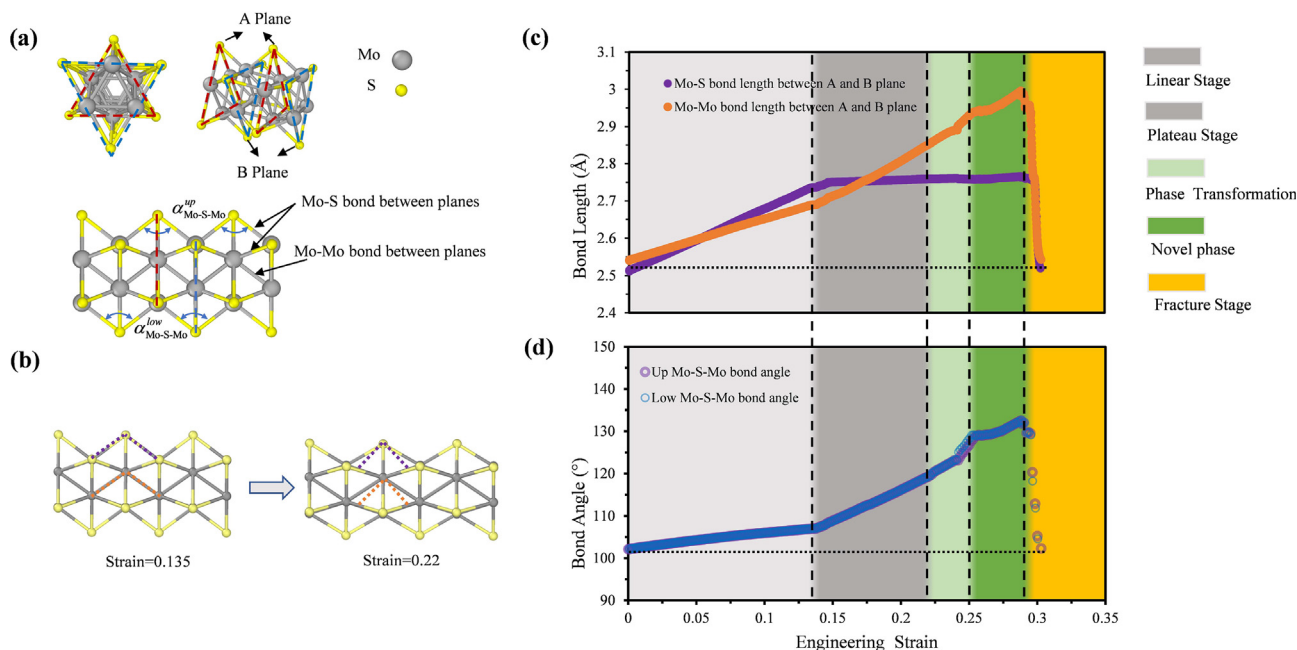 (a)
A Plane
Mo
S
B Plane
α^{up}_{Mo-S-Mo}
Mo-S bond between planes
Mo-Mo bond between planes
α^{low}_{Mo-S-Mo}
(b)
Strain=0.135
Strain=0.22
(c)
3.1
3
2.9
2.8
2.7
2.6
2.5
2.4
Bond Length (Å)
Mo-S bond length between A and B plane
Mo-Mo bond length between A and B plane
(d)
150
140
130
120
110
100
90
Bond Angle (°)
Up Mo-S-Mo bond angle
Low Mo-S-Mo bond angle
0
0.05
0.1
0.15
0.2
0.25
0.3
0.35
Engineering Strain
Linear Stage
Plateau Stage
Phase Transformation
Novel phase
Fracture Stage